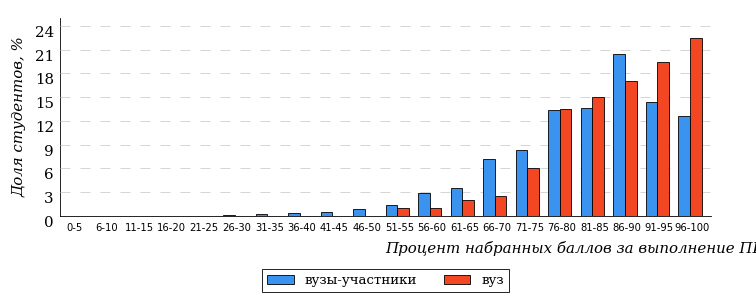 Доля студентов, %
24
21
18
15
12
9
6
3
0
0-5 6-10 11-15 16-20 21-25 26-30 31-35 36-40 41-45 46-50 51-55 56-60 61-65 66-70 71-75 76-80 81-85 86-90 91-95 96-100
Процент набранных баллов за выполнение
вузы-участники вуз